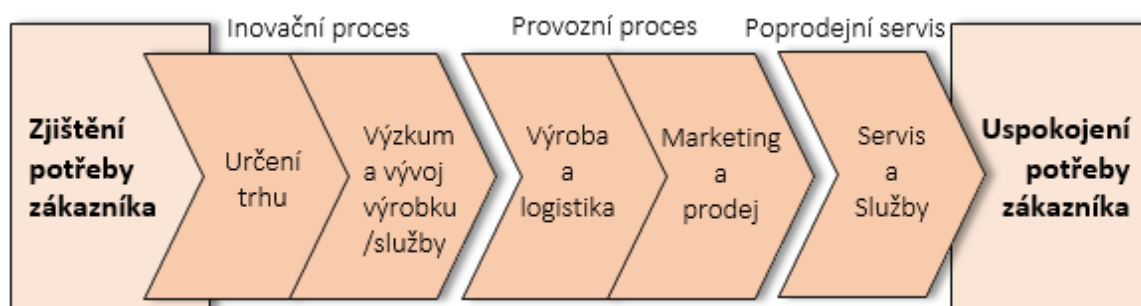 Inovační proces
Provozní proces
Poprodejní servis
Zjištění
potřeby
zákazníka
Určení
trhu
Výzkum
a vývoj
výrobku
/služby
Výroba
a
logistika
Marketing
a
prodej
Servis
a
Služby
Uspokojení
potřeby
zákazníka